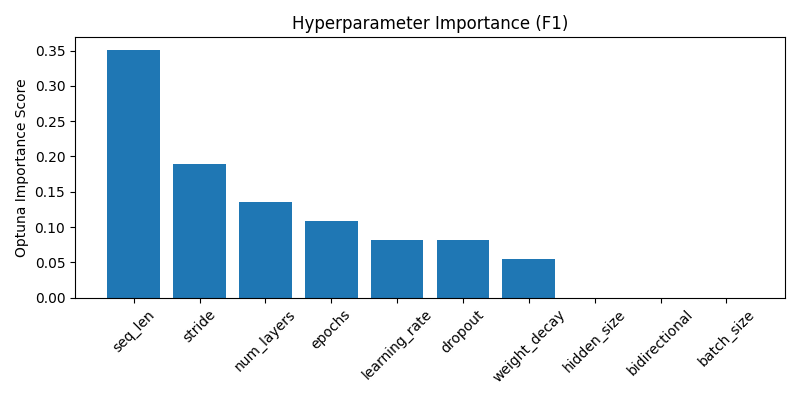 Hyperparameter Importance (F1)
Optuna Importance Score
0.35
0.30
0.25
0.20
0.15
0.10
0.05
0.00
seq_len
stride
num_layers
epochs
learning_rate
dropout
weight_decay
hidden_size
bidirectional
batch_size